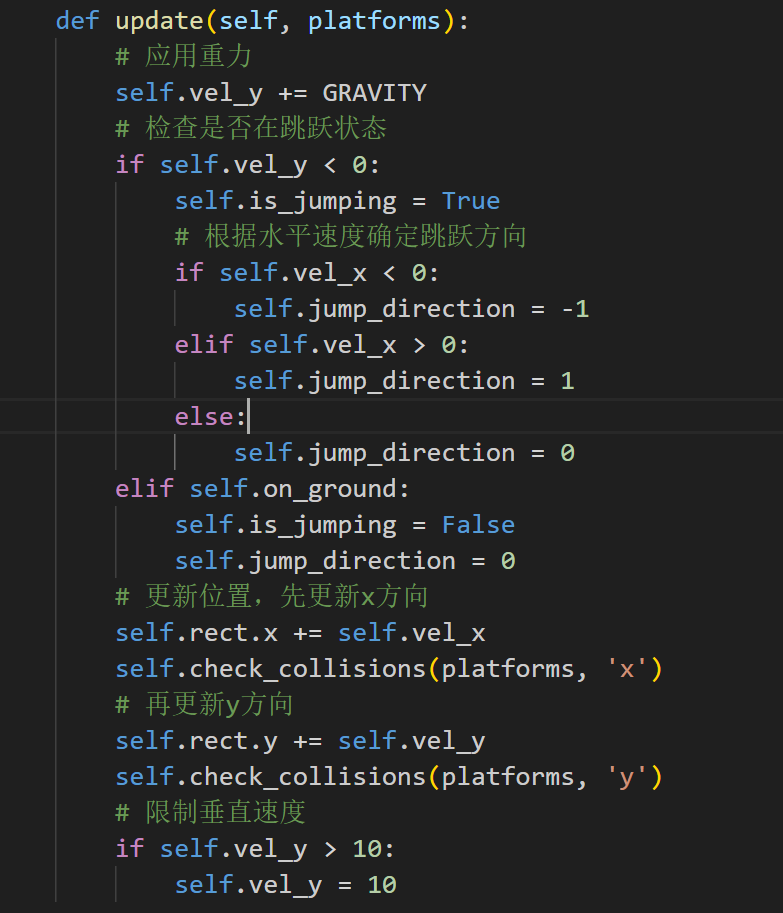 def update(self, platforms):
    # 应用重力
    self.vel_y += GRAVITY
    # 检查是否在跳跃状态
    if self.vel_y < 0:
        self.is_jumping = True
        # 根据水平速度确定跳跃方向
        if self.vel_x < 0:
            self.jump_direction = -1
        elif self.vel_x > 0:
            self.jump_direction = 1
        else:
            self.jump_direction = 0
    elif self.on_ground:
        self.is_jumping = False
        self.jump_direction = 0
    # 更新位置，先更新x方向
    self.rect.x += self.vel_x
    self.check_collisions(platforms, 'x')
    # 再更新y方向
    self.rect.y += self.vel_y
    self.check_collisions(platforms, 'y')
    # 限制垂直速度
    if self.vel_y > 10:
        self.vel_y = 10